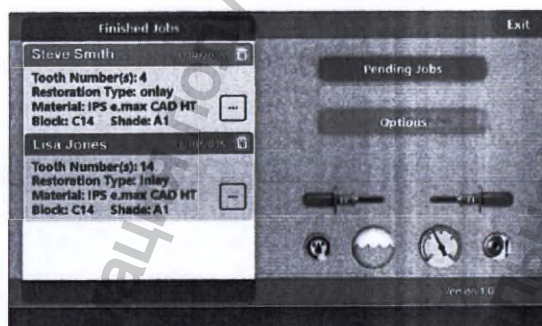 Finished Jobs
Exit
Steve Smith
Tooth Number(s): 4
Restoration Type: onlay
Material: IPS e.max CAD HT
Block: C14 Shade: A1
Lisa Jones
Tooth Number(s): 14
Restoration Type: Inlay
Material: IPS e.max CAD HT
Block: C14 Shade: A1
Pending Jobs
Options
Version 1.0